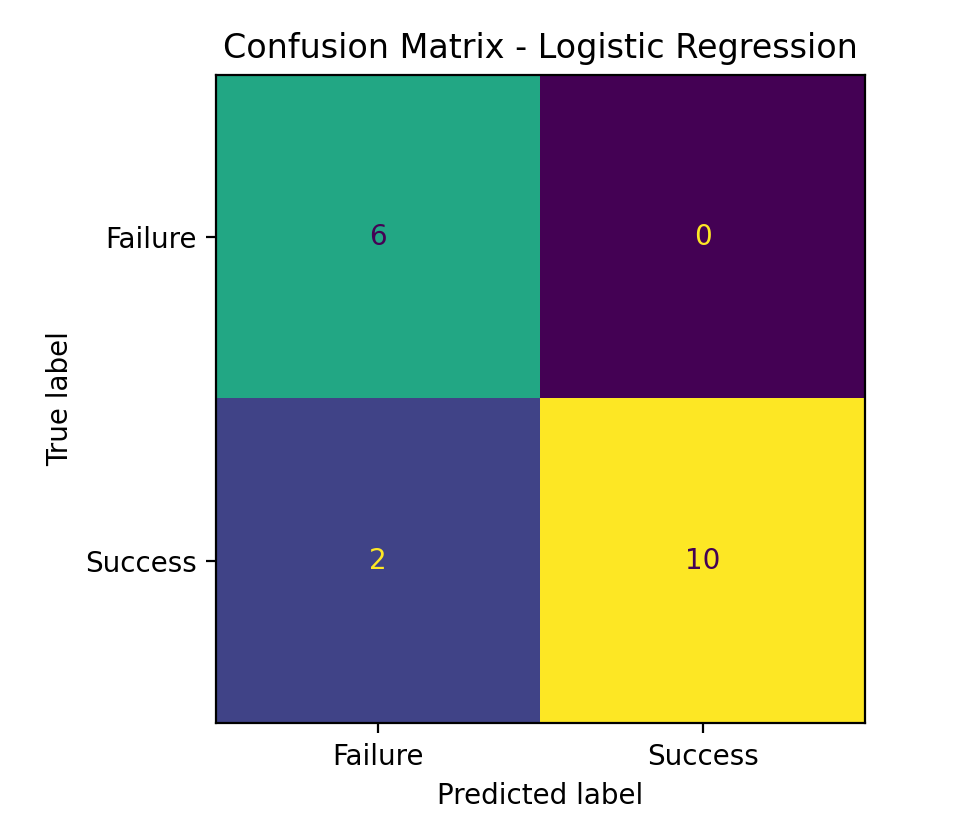 Confusion Matrix - Logistic Regression
Failure
6
0
True label
Success
2
10
Failure
Success
Predicted label